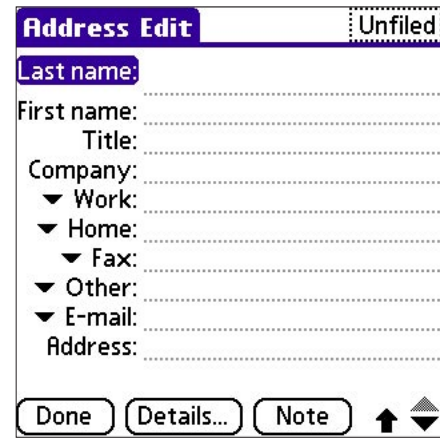 Address Edit Unfiled
Last name:
First name:
Title:
Company:
Work:
Home:
Fax:
Other:
E-mail:
Address:
Done Details... Note